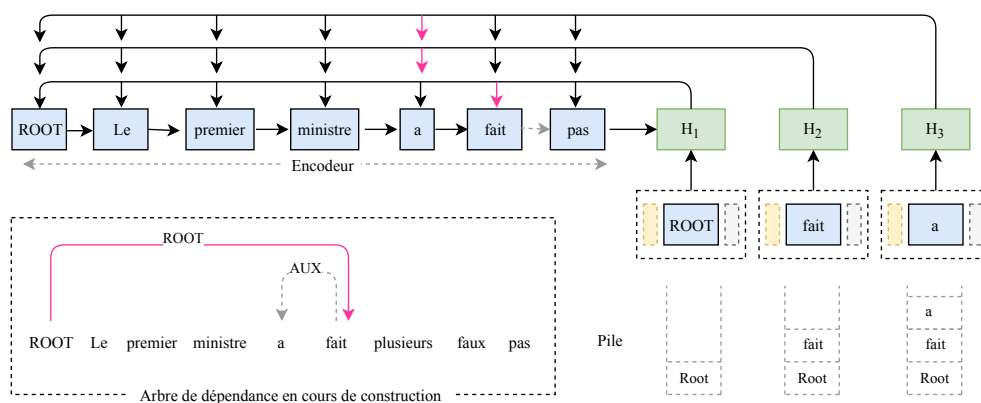 ROOT Le premier ministre a fait pas H1 H2 H3
Encodeur
ROOT fait a
ROOT
AUX
ROOT Le premier ministre a fait plusieurs faux pas
Arbre de dépendance en cours de construction
Pile
a
fait fait
Root Root Root